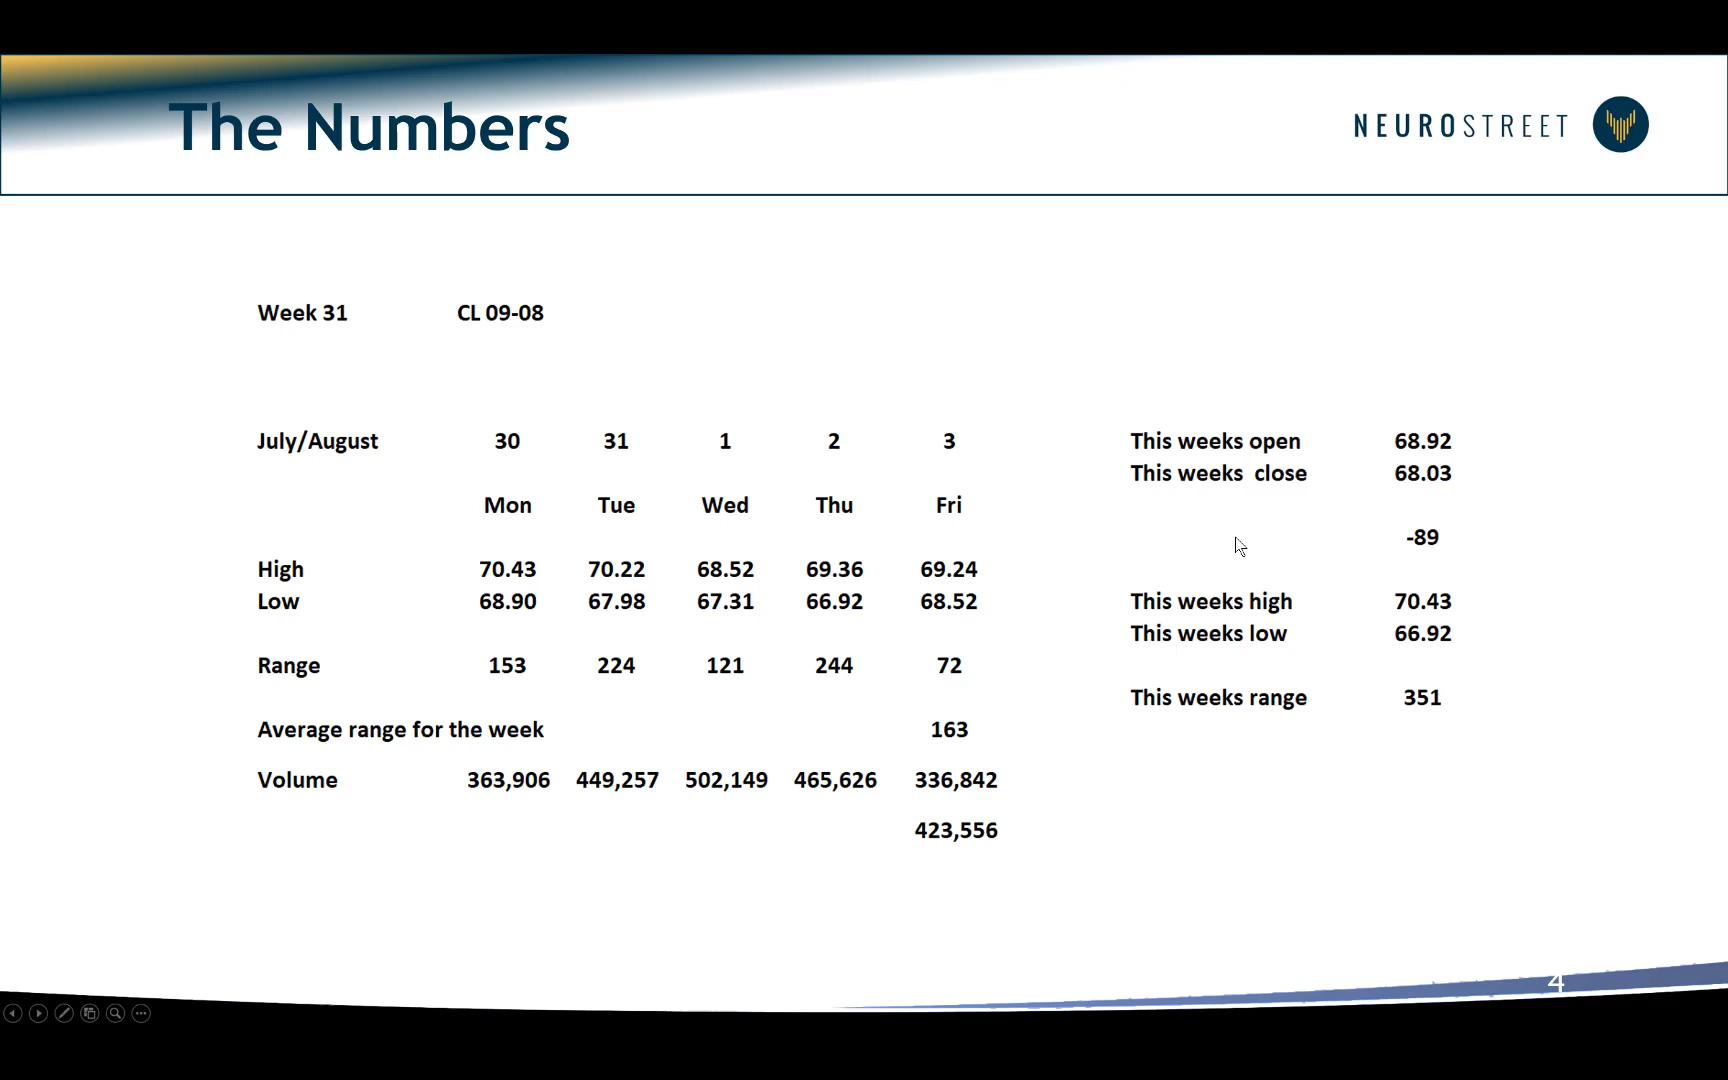 The Numbers
NEUROSTREET
Week 31 CL 09-08
July/August 30 31 1 2 3
Mon Tue Wed Thu Fri
High 70.43 70.22 68.52 69.36 69.24
Low 68.90 67.98 67.31 66.92 68.52
Range 153 224 121 244 72
Average range for the week 163
Volume 363,906 449,257 502,149 465,626 336,842
423,556
This weeks open 68.92
This weeks close 68.03
-89
This weeks high 70.43
This weeks low 66.92
This weeks range 351
4